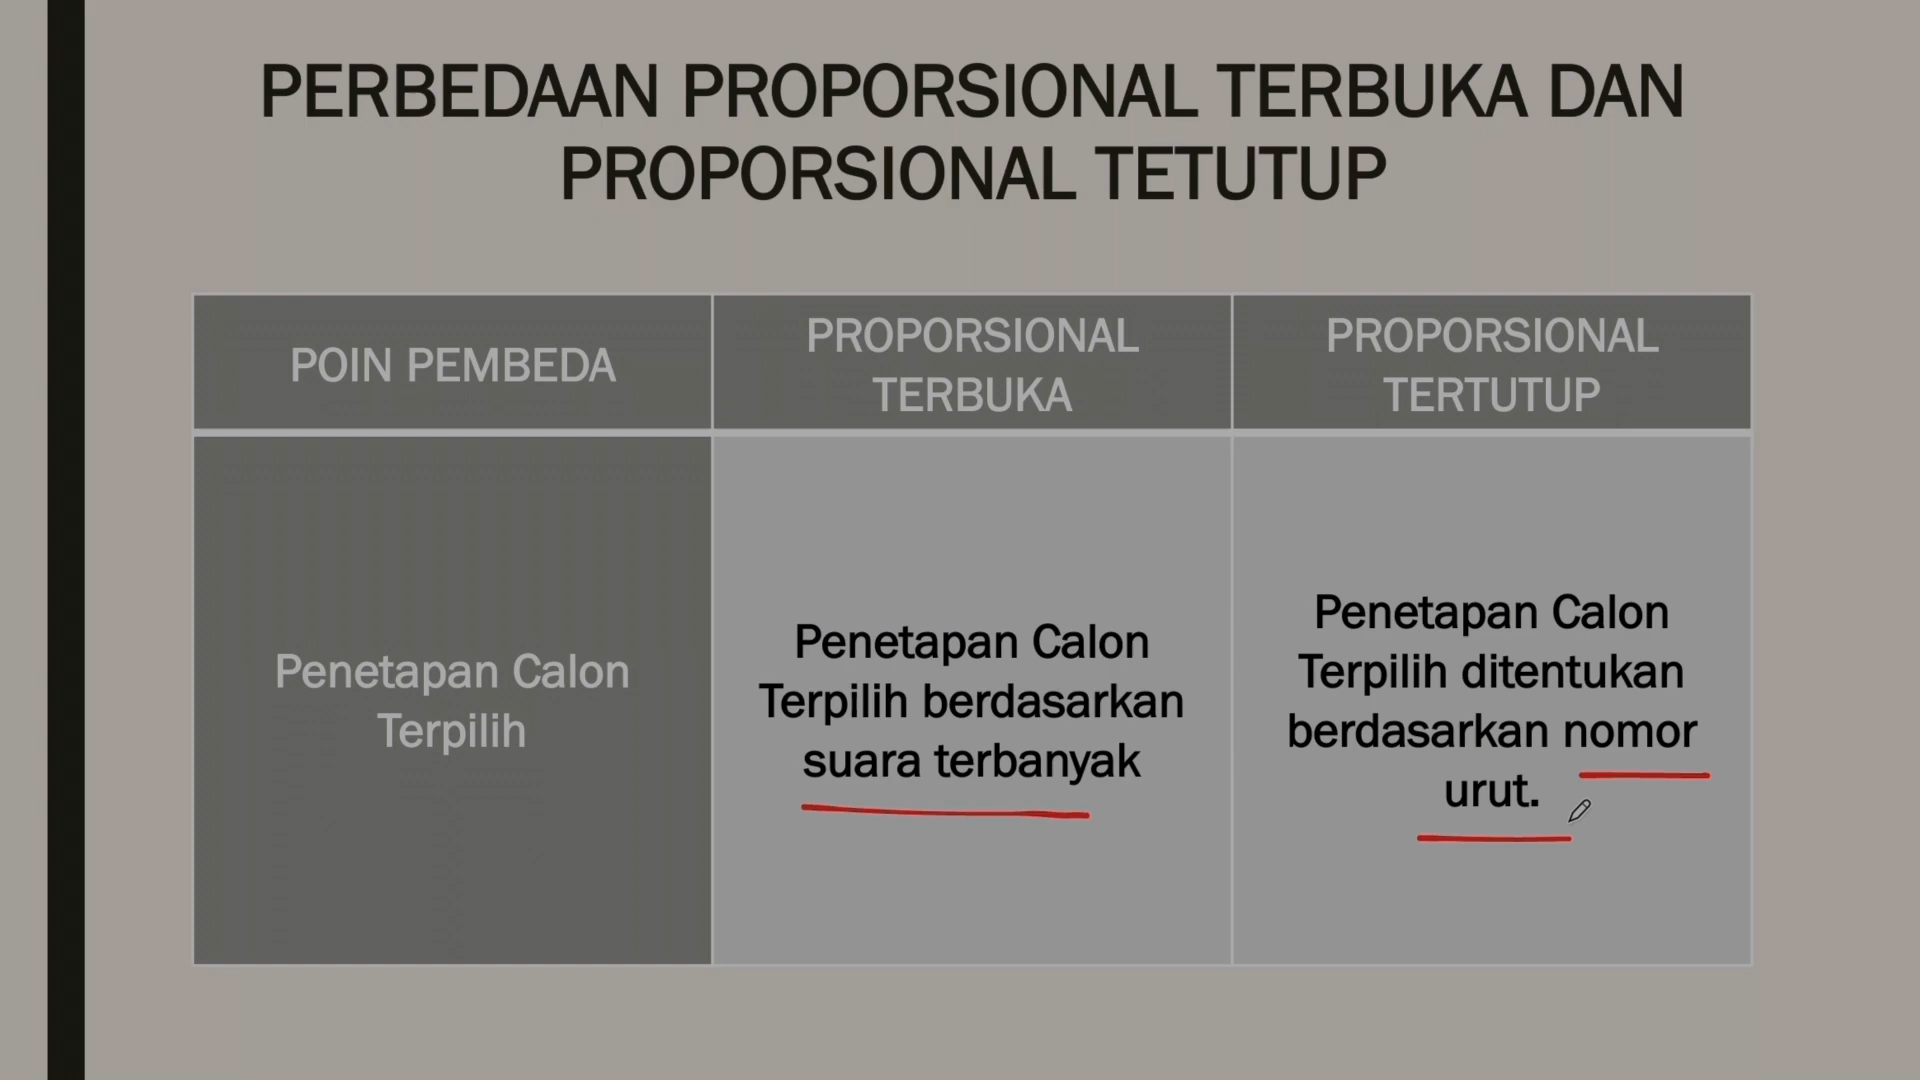 PERBEDAAN PROPORSIONAL TERBUKA DAN
PROPORSIONAL TETUTUP
POIN PEMBEDA
PROPORSIONAL
TERBUKA
PROPORSIONAL
TERTUTUP
Penetapan Calon
Terpilih
Penetapan Calon
Terpilih berdasarkan
suara terbanyak
Penetapan Calon
Terpilih ditentukan
berdasarkan nomor
urut.